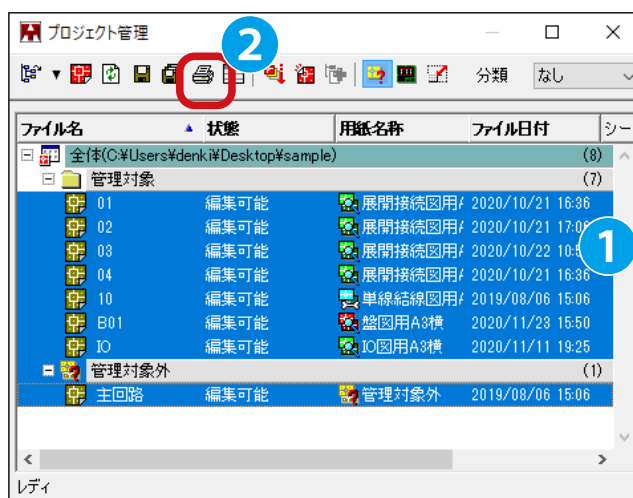 プロジェクト管理
2
分類 なし
ファイル名 状態 用紙名称 ファイル日付 シー
全体(C:¥Users¥denki¥Desktop¥sample) (8)
管理対象 (7)
01 編集可能 展開接続図用A 2020/10/21 16:36
02 編集可能 展開接続図用A 2020/10/21 17:0
03 編集可能 展開接続図用A 2020/10/22 10:
1
04 編集可能 展開接続図用A 2020/10/21 16:36
10 編集可能 単線結線図用A 2019/08/06 15:06
B01 編集可能 盤図用A3横 2020/11/23 15:50
IO 編集可能 IO図用A3横 2020/11/11 19:25
管理対象外 (1)
主回路 編集可能 管理対象外 2019/08/06 15:06
レディ